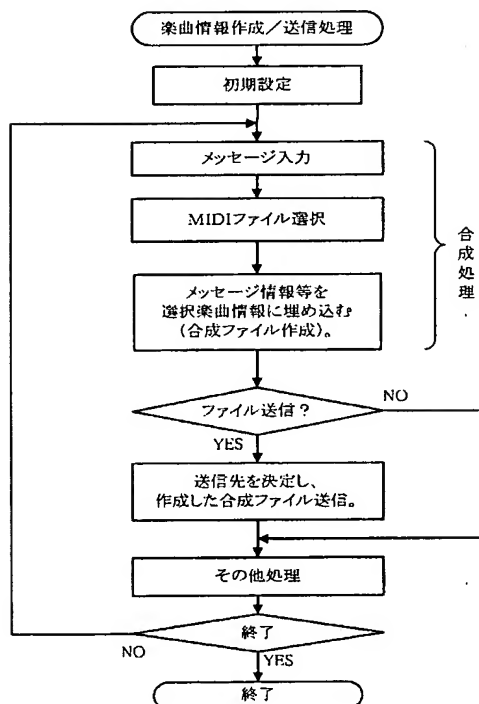 楽曲情報作成／送信処理
初期設定
メッセージ入力
MIDIファイル選択
メッセージ情報等を
選択楽曲情報に埋め込む
(合成ファイル作成)。
合成処理
ファイル送信？
NO
YES
送信先を決定し、
作成した合成ファイル送信。
その他処理
終了
NO
YES
終了